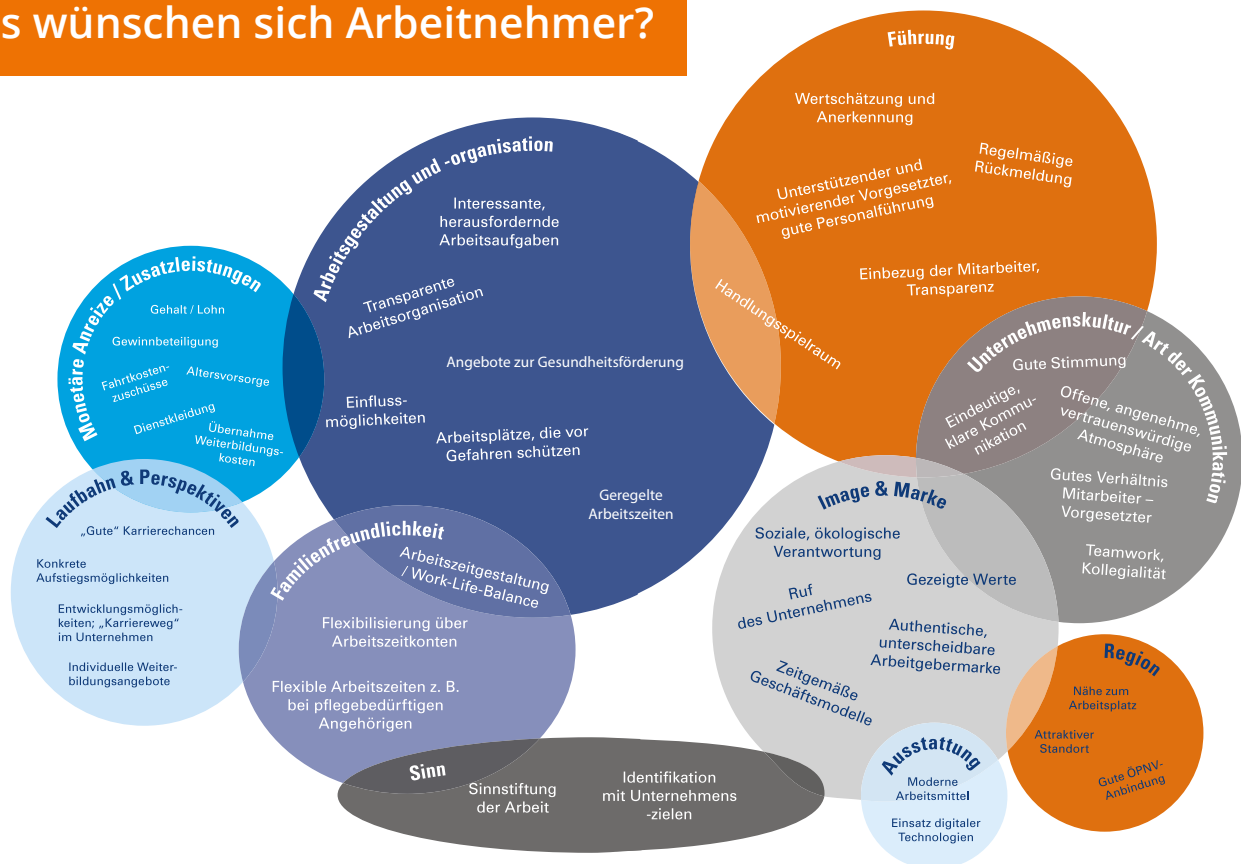 s wünschen sich Arbeitnehmer?
Führung
Wertschätzung und
Anerkennung
Regelmäßige
Rückmeldung
Unterstützender und
motivierender Vorgesetzter,
gute Personalführung
Einbezug der Mitarbeiter,
Transparenz
Handlungsspielraum
Arbeitsgestaltung und -organisation
Interessante,
herausfordernde
Arbeitsaufgaben
Transparente
Arbeitsorganisation
Angebote zur Gesundheitsförderung
Einfluss-
möglichkeiten
Arbeitsplätze, die vor
Gefahren schützen
Geregelte
Arbeitszeiten
Monetäre Anreize / Zusatzleistungen
Gehalt / Lohn
Gewinnbeteiligung
Fahrtkosten-
zuschüsse
Altersvorsorge
Dienstkleidung
Übernahme
Weiterbildungs-
kosten
Laufbahn & Perspektiven
„Gute“ Karrierechancen
Konkrete
Aufstiegsmöglichkeiten
Entwicklungsmöglich-
keiten; „Karriereweg“
im Unternehmen
Individuelle Weiter-
bildungsangebote
Familienfreundlichkeit
Arbeitszeitgestaltung
/ Work-Life-Balance
Flexibilisierung über
Arbeitszeitkonten
Flexible Arbeitszeiten z. B.
bei pflegebedürftigen
Angehörigen
Unternehmenskultur / Art der Kommunikation
Gute Stimmung
Eindeutige,
klare Kommu-
nikation
Offene, angenehme,
vertrauenswürdige
Atmosphäre
Gutes Verhältnis
Mitarbeiter –
Vorgesetzter
Teamwork,
Kollegialität
Image & Marke
Soziale, ökologische
Verantwortung
Gezeigte Werte
Ruf
des Unternehmens
Authentische,
unterscheidbare
Arbeitgebermarke
Zeitgemäße
Geschäftsmodelle
Region
Nähe zum
Arbeitsplatz
Attraktiver
Standort
Gute ÖPNV-
Anbindung
Ausstattung
Moderne
Arbeitsmittel
Einsatz digitaler
Technologien
Sinn
Sinnstiftung
der Arbeit
Identifikation
mit Unternehmens
-zielen